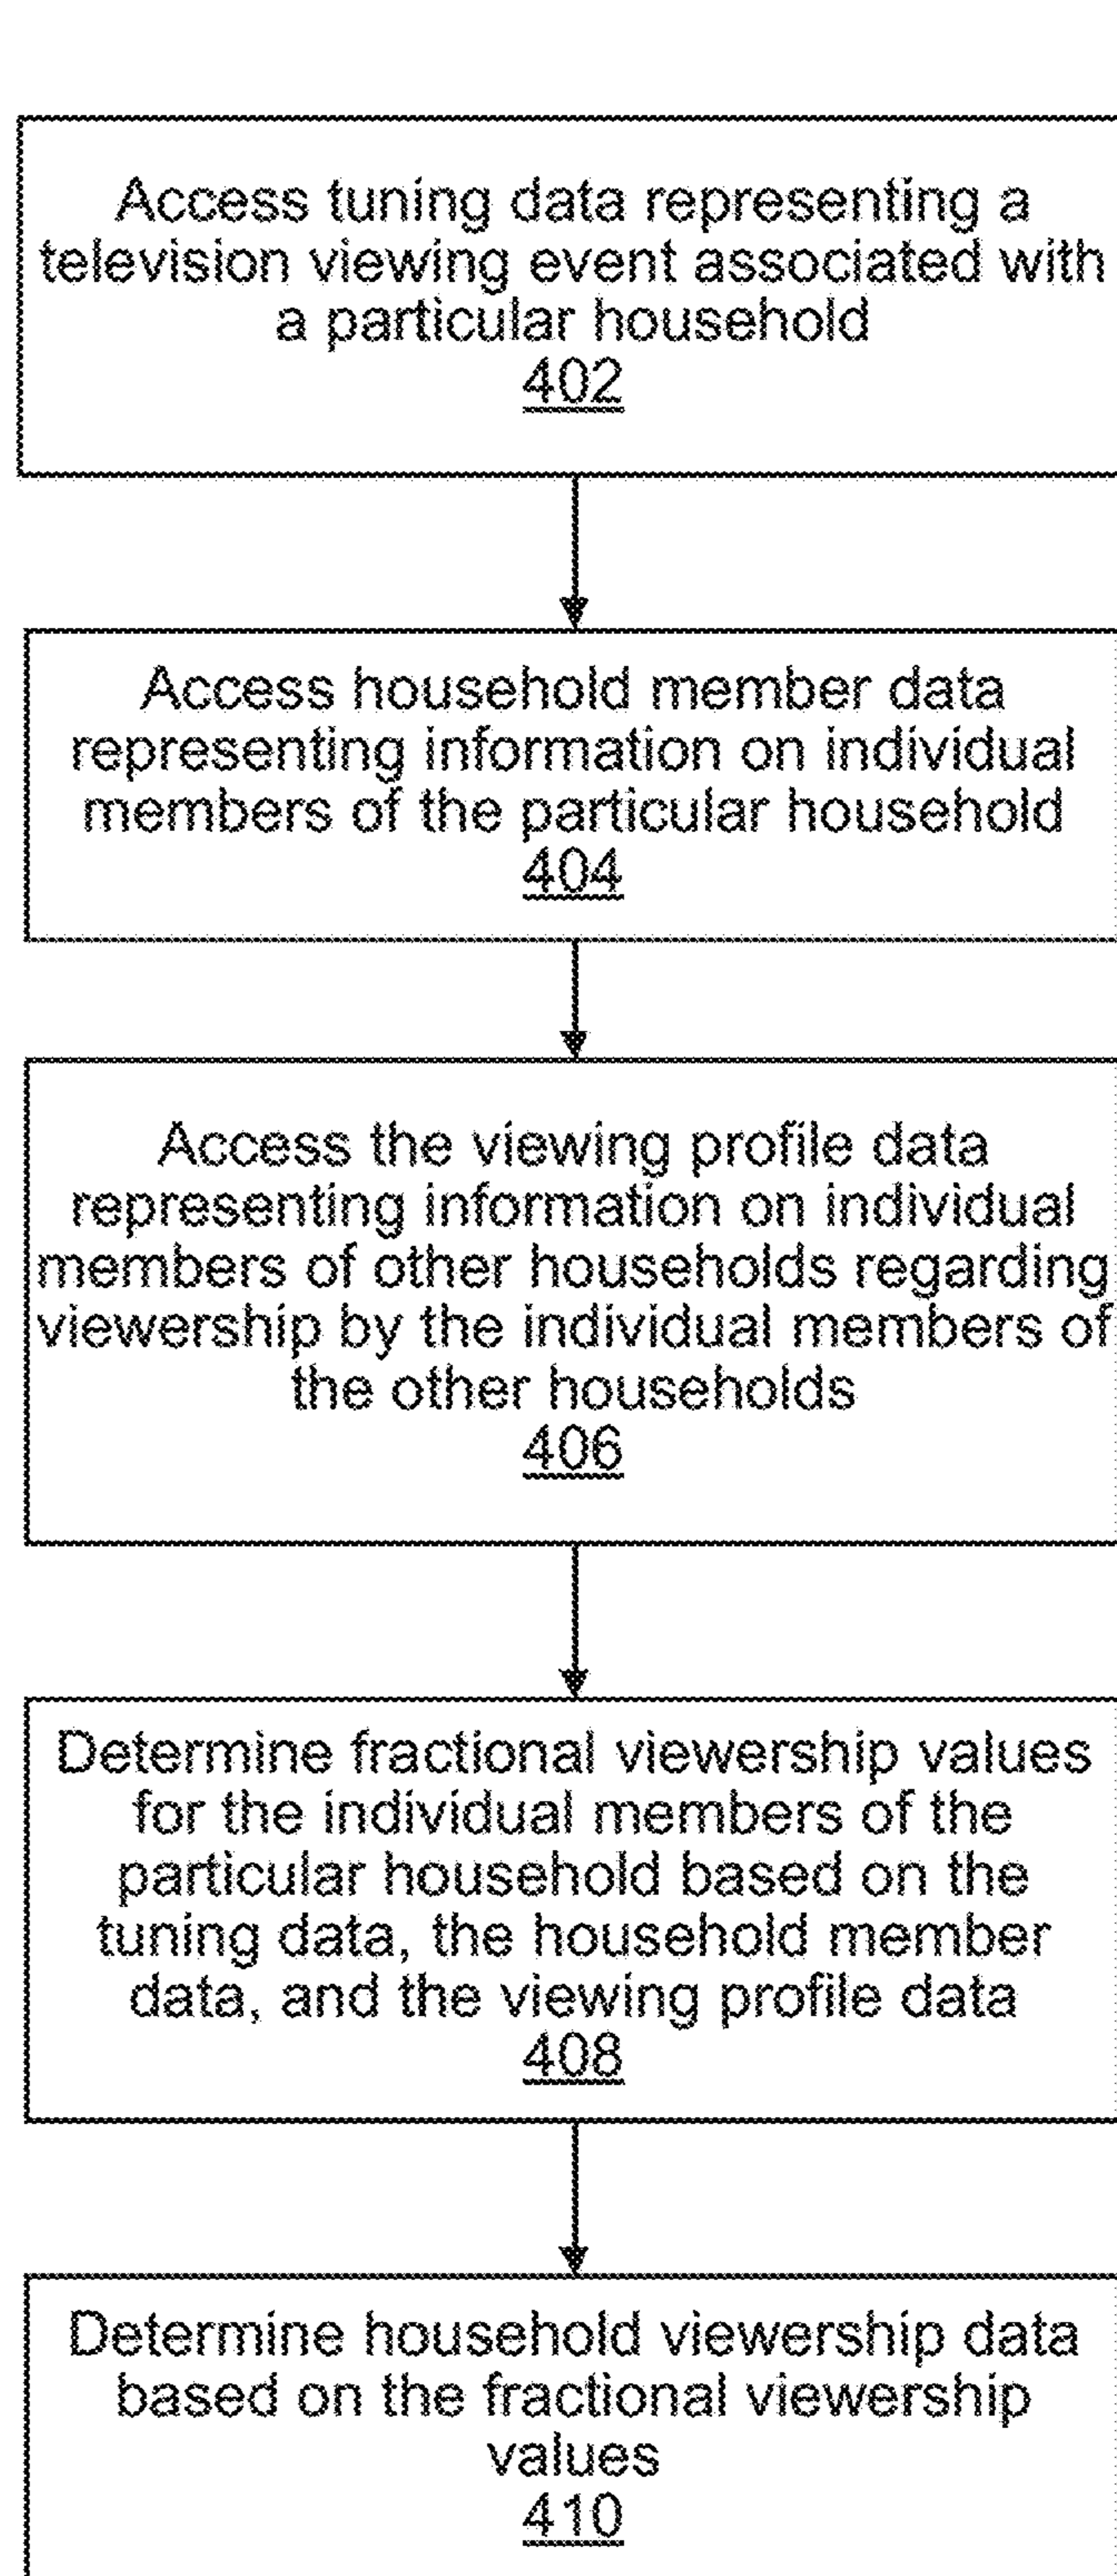 Access tuning data representing a
television viewing event associated with
a particular household
402
Access household member data
representing information on individual
members of the particular household
404
Access the viewing profile data
representing information on individual
members of other households regarding
viewership by the individual members of
the other households
406
Determine fractional viewership values
for the individual members of the
particular household based on the
tuning data, the household member
data, and the viewing profile data
408
Determine household viewership data
based on the fractional viewership
values
410